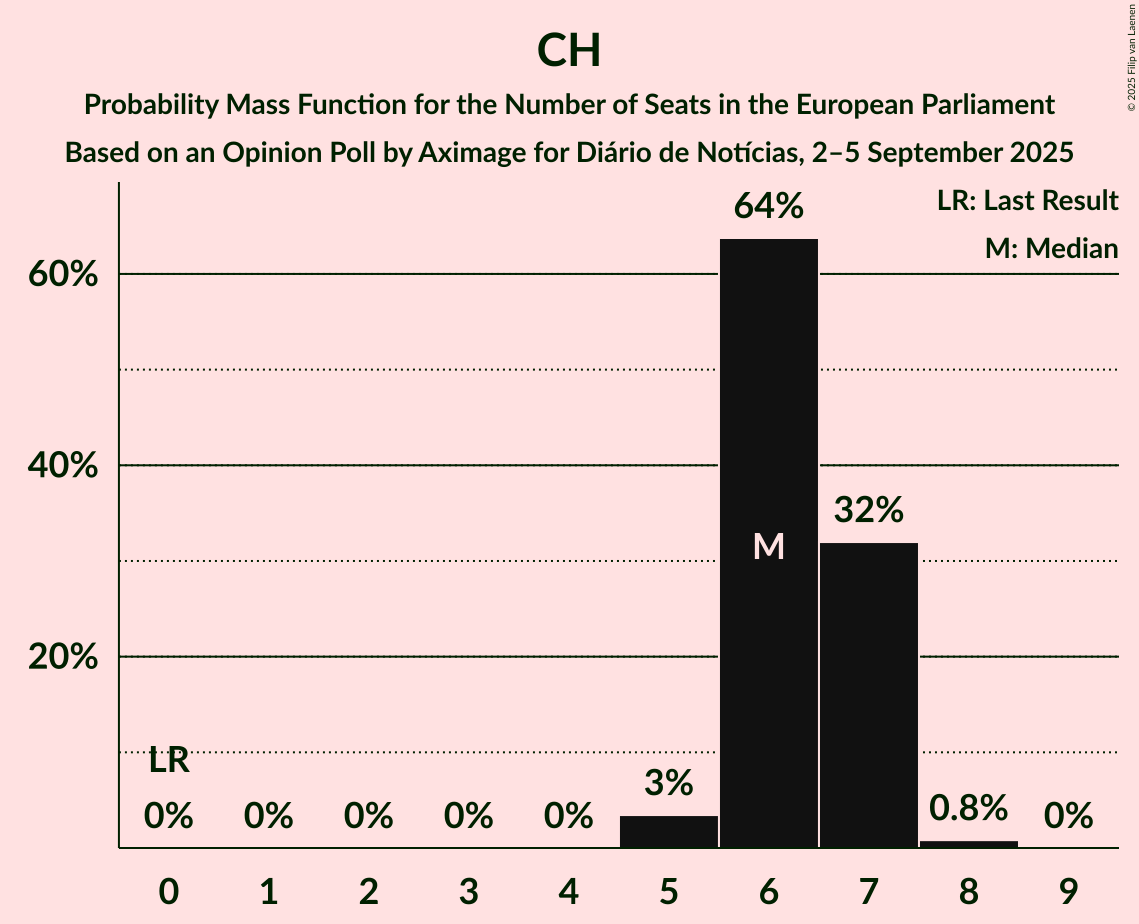 CH
Probability Mass Function for the Number of Seats in the European Parliament
Based on an Opinion Poll by Aximage for Diário de Notícias, 2–5 September 2025
© 2025 Filip van Laenen
LR: Last Result
M: Median
64%
60%
40%
32%
M
20%
LR
0% 0% 0% 0% 0% 3% 0.8% 0%
0 1 2 3 4 5 6 7 8 9